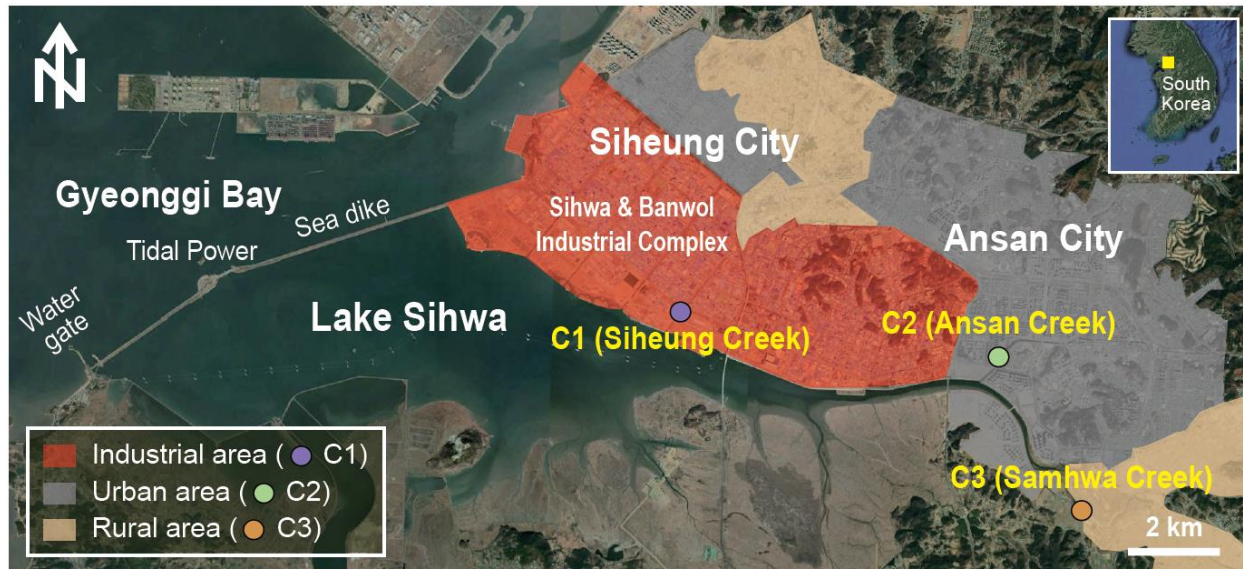 N
South
Korea
Siheung City
Gyeonggi Bay
Sea dike
Sihwa & Banwol
Industrial Complex
Ansan City
Tidal Power
Water
gate
Lake Sihwa
C1 (Siheung Creek)
C2 (Ansan Creek)
C3 (Samhwa Creek)
Industrial area ( C1)
Urban area ( C2)
Rural area ( C3)
2 km